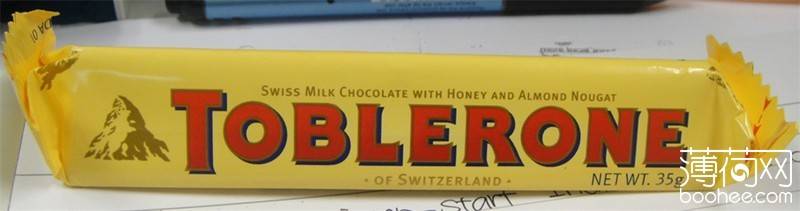 SWISS MILK CHOCOLATE WITH HONEY AND ALMOND NOUGAT
TOBLERONE
· OF SWITZERLAND ·
NET WT. 35g
start
薄荷网
boohee.com